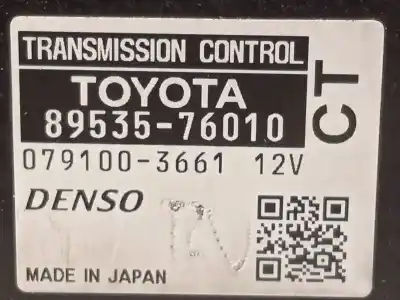 TRANSMISSION CONTROL
TOYOTA
89535-76010
079100-3661 12V
CT
DENSO
MADE IN JAPAN